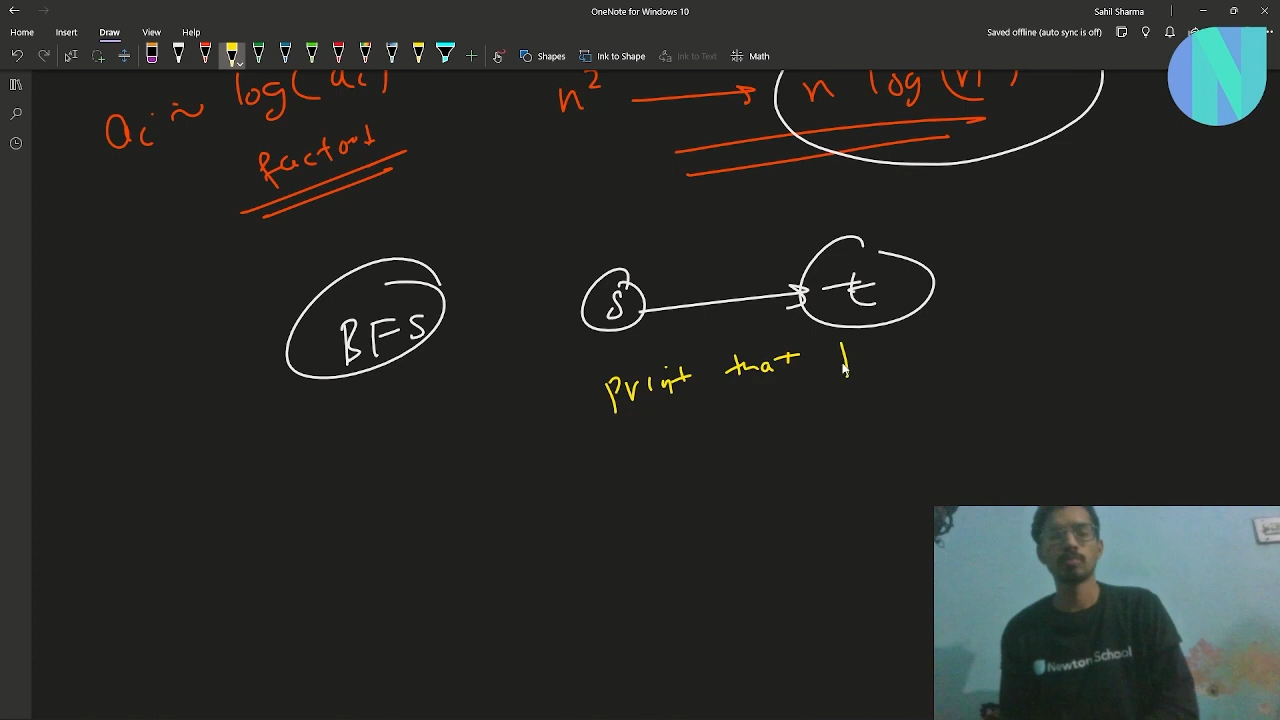 OneNote for Windows 10
Sahil Sharma
Home Insert Draw View Help
Saved offline (auto sync is off)
Shapes Ink to Shape Ink to Text Math
ai ~ log(ai)
factors
n² n log(n)
BFS
s t
print that
Newton School